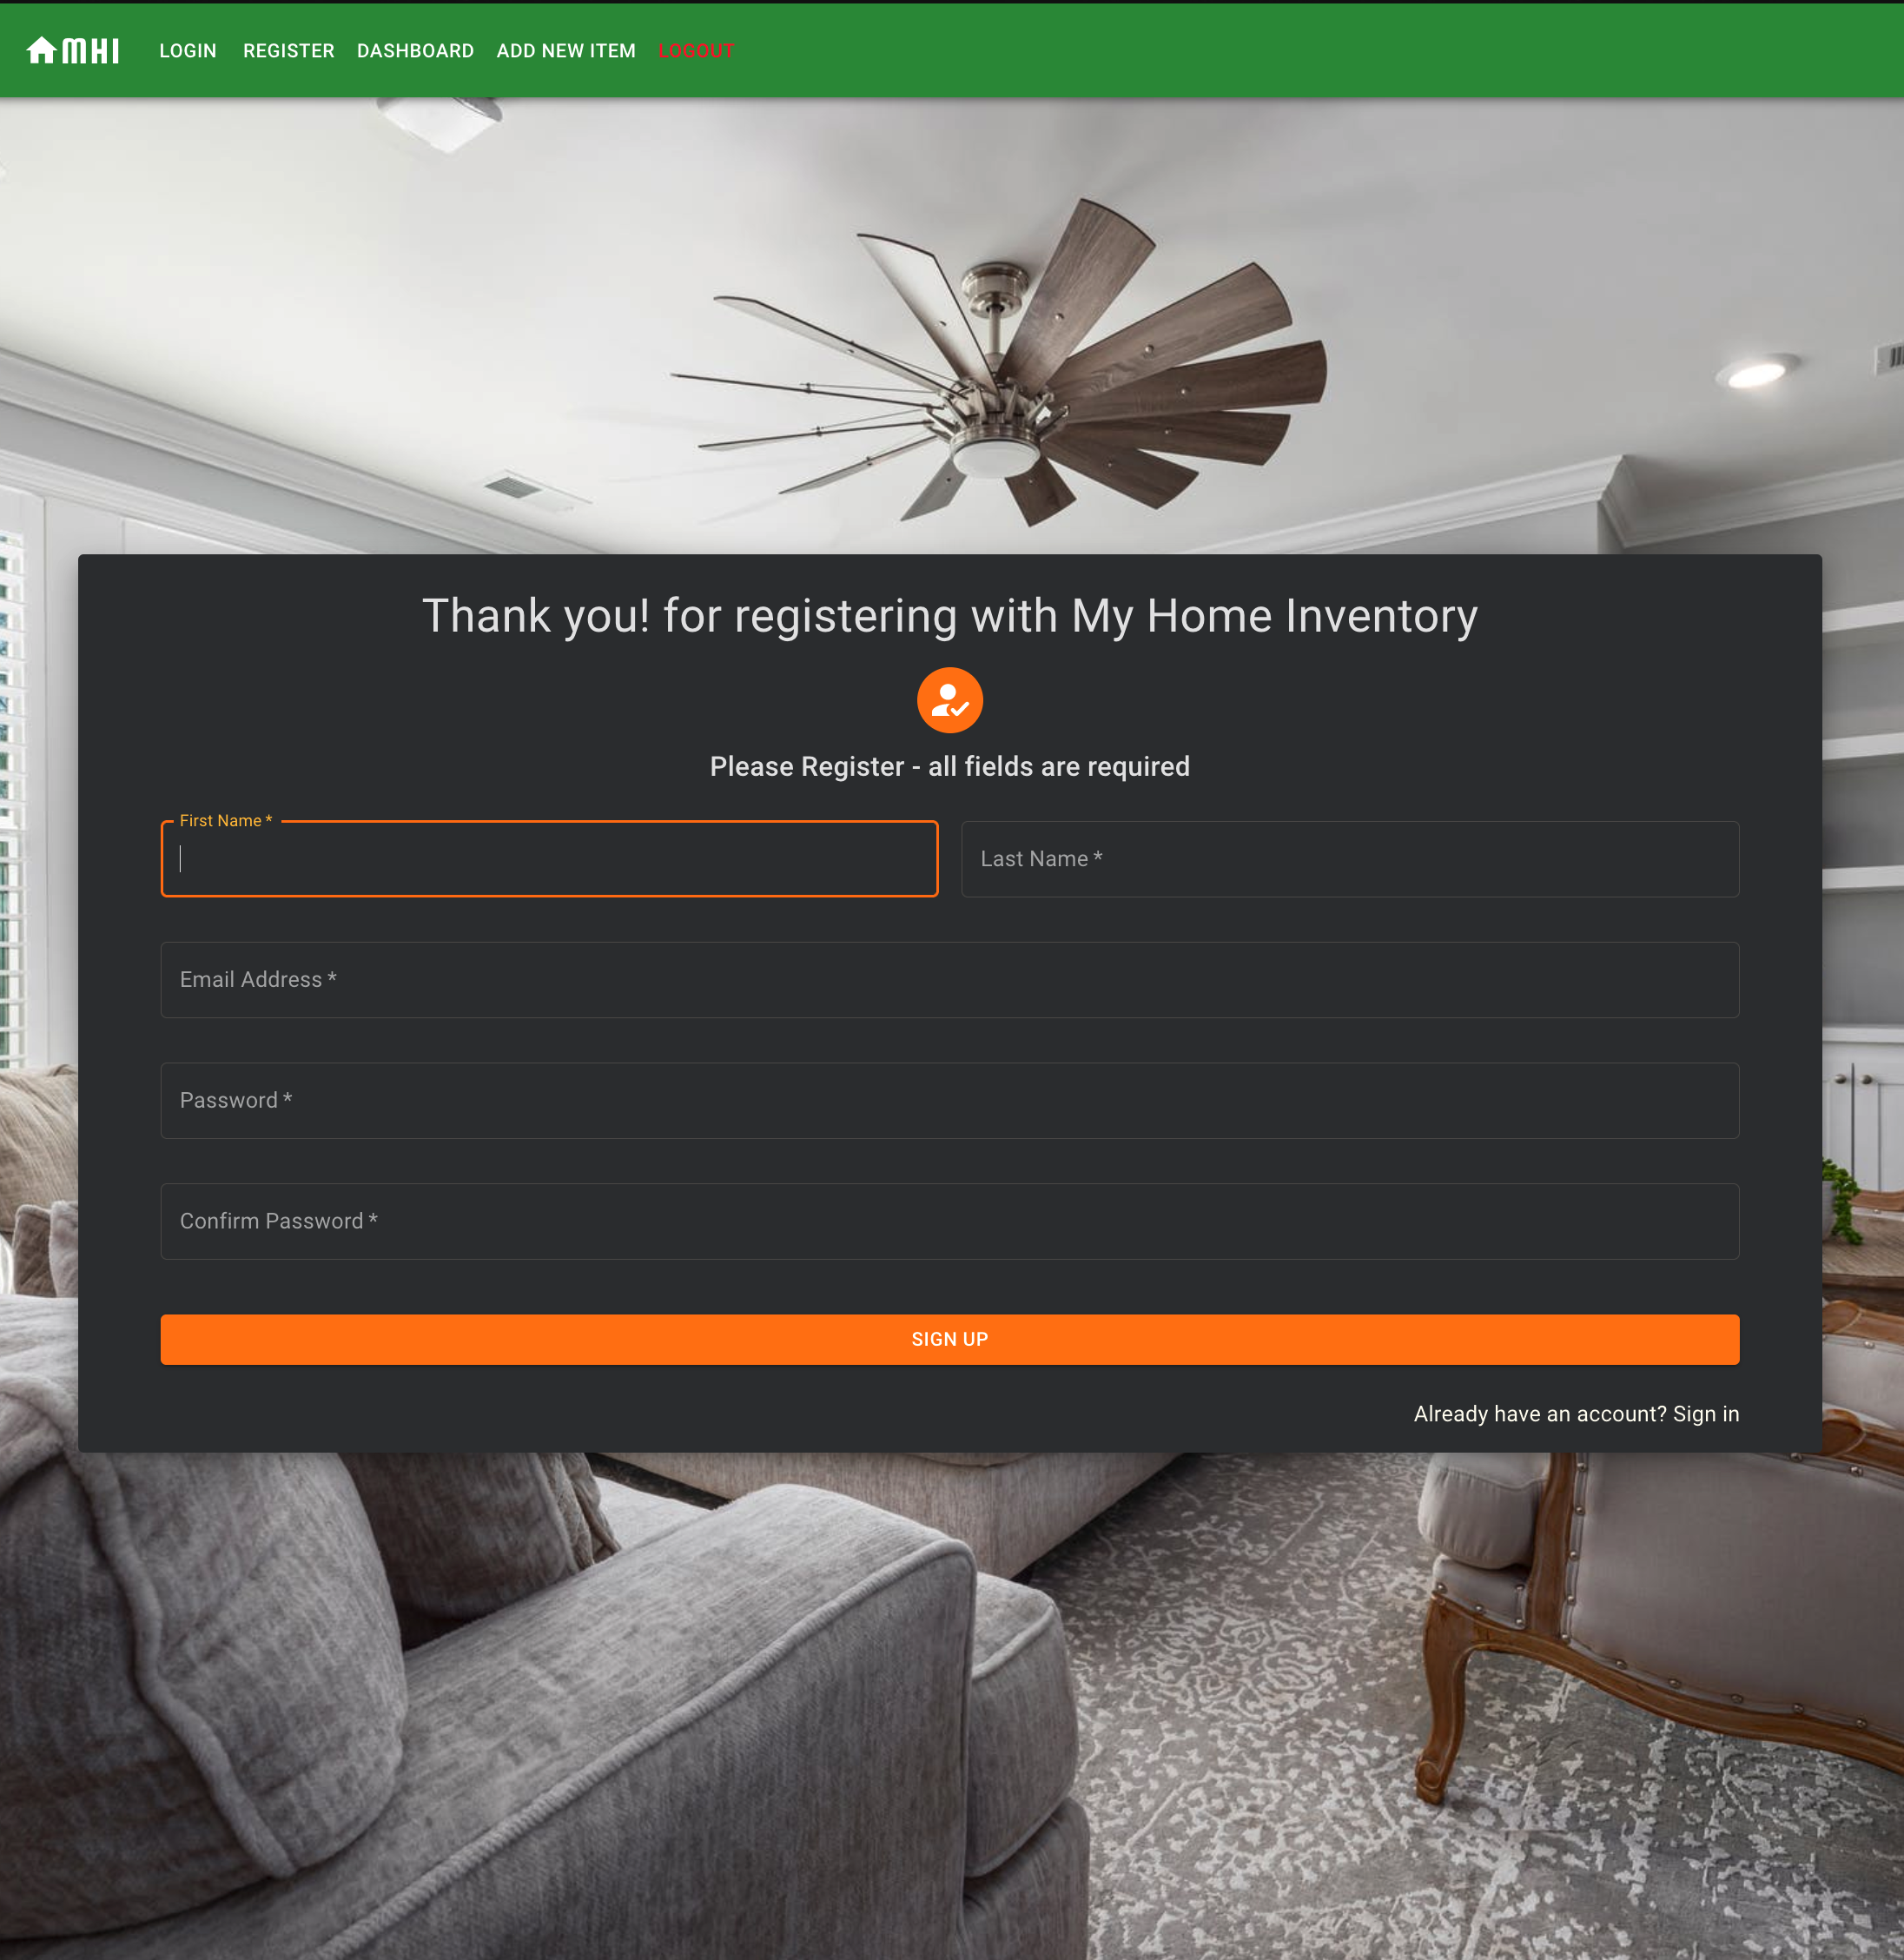 MHI LOGIN REGISTER DASHBOARD ADD NEW ITEM LOGOUT
Thank you! for registering with My Home Inventory
Please Register - all fields are required
First Name *
Last Name *
Email Address *
Password *
Confirm Password *
SIGN UP
Already have an account? Sign in